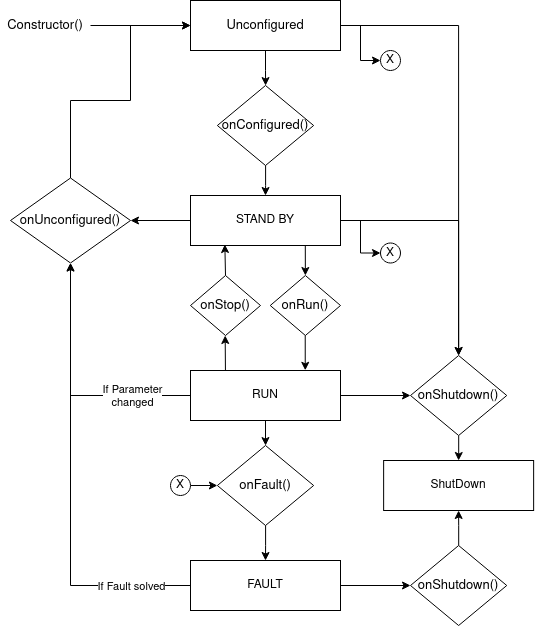 Constructor()
Unconfigured
X
onConfigured()
onUnconfigured()
STAND BY
X
onStop()
onRun()
If Parameter
changed
RUN
onShutdown()
X
onFault()
ShutDown
If Fault solved
FAULT
onShutdown()